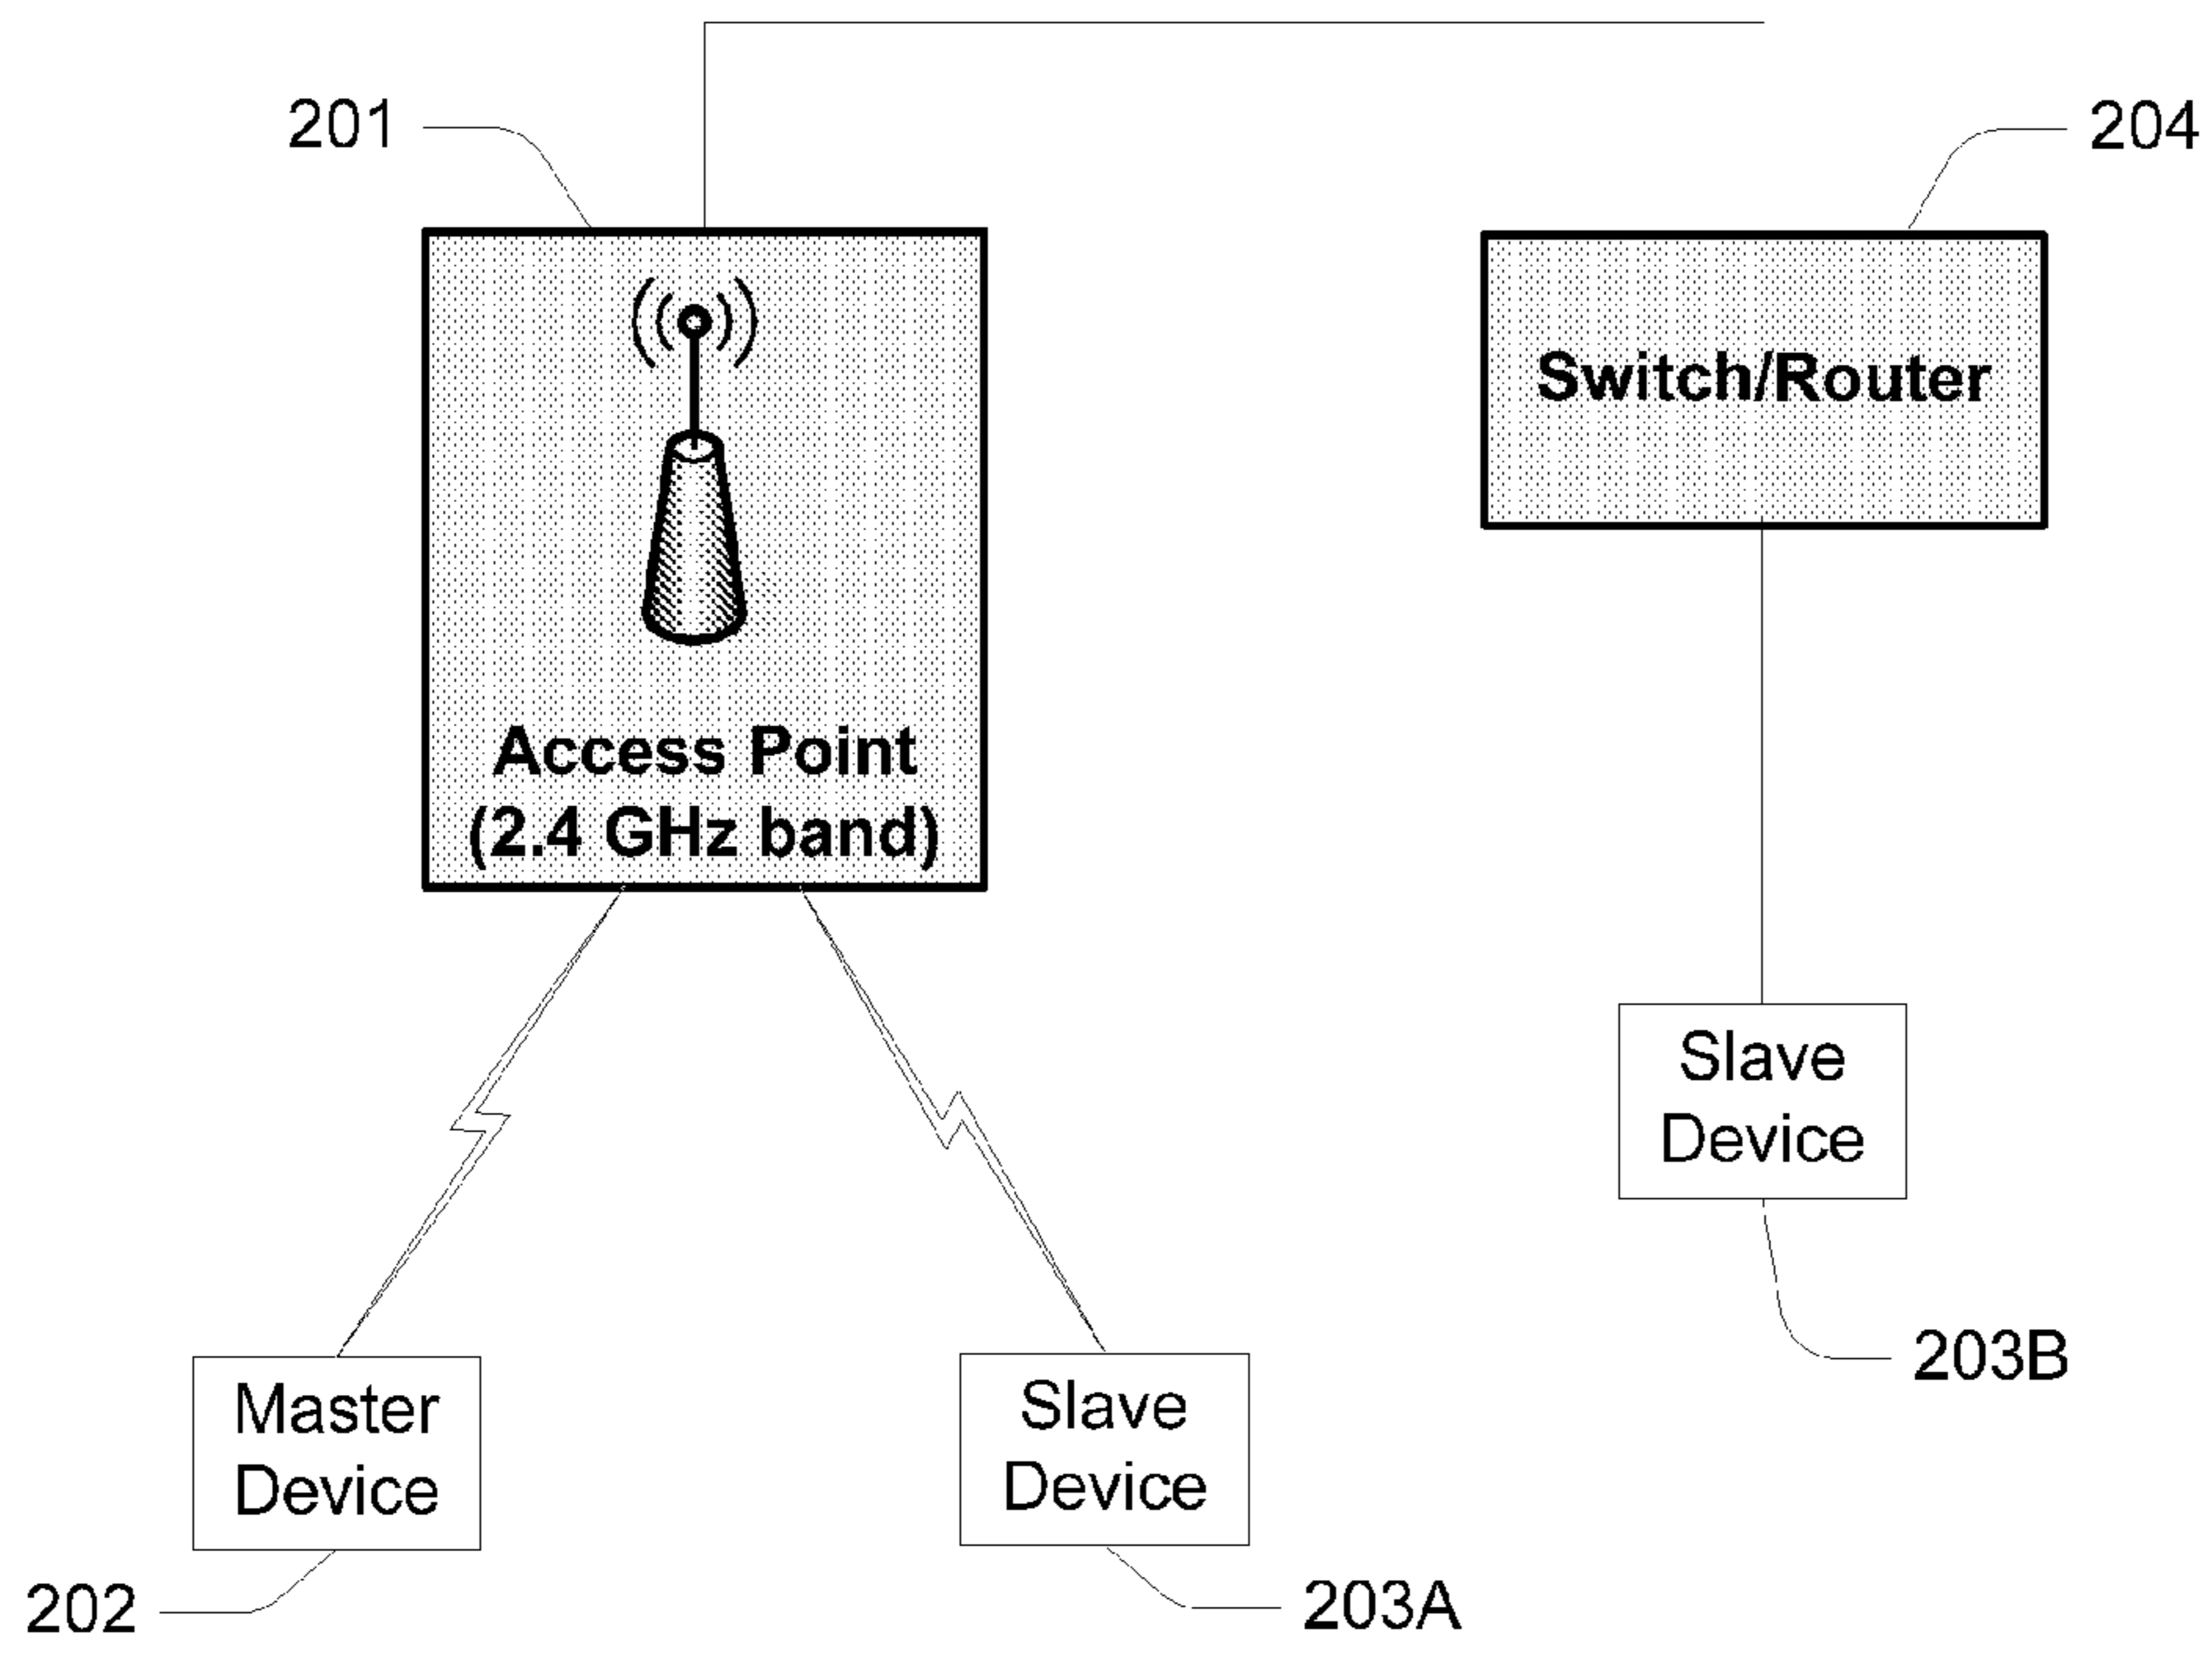 201
204
Switch/Router
Access Point
(2.4 GHz band)
Slave
Device
203B
Master
Device
Slave
Device
202
203A